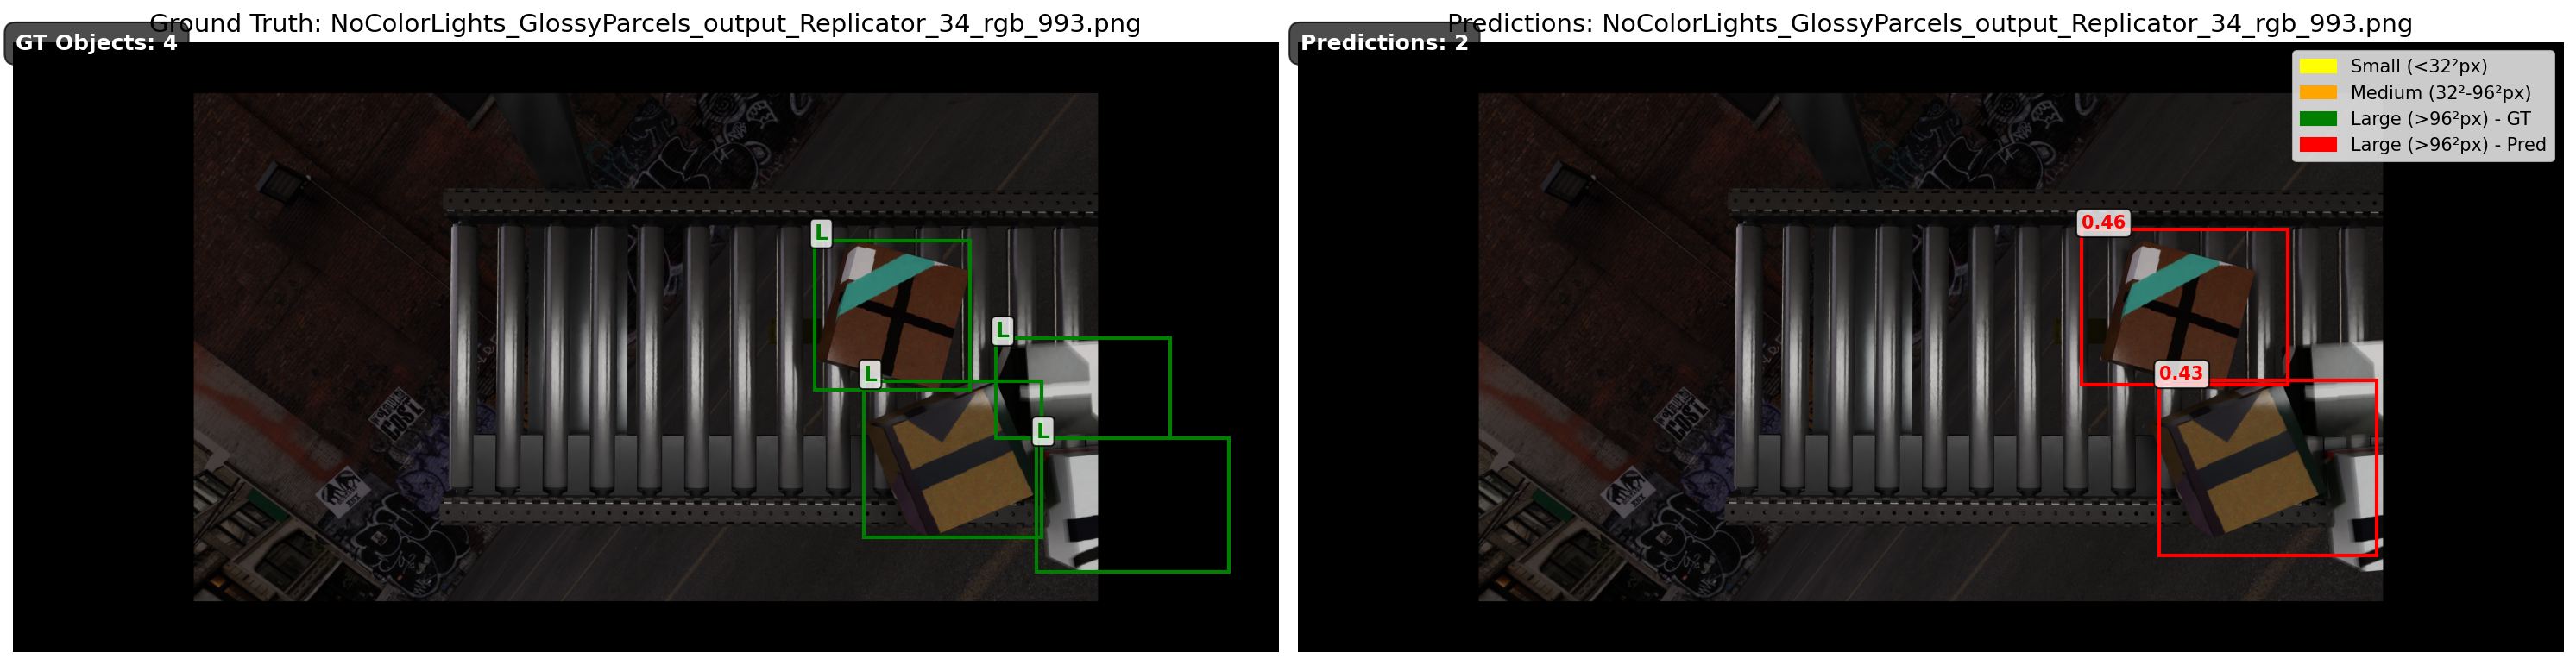 Ground Truth: NoColorLights_GlossyParcels_output_Replicator_34_rgb_993.png
GT Objects: 4
L
L
L
L
Predictions: NoColorLights_GlossyParcels_output_Replicator_34_rgb_993.png
Predictions: 2
Small (<32²px)
Medium (32²-96²px)
Large (>96²px) - GT
Large (>96²px) - Pred
0.46
0.43